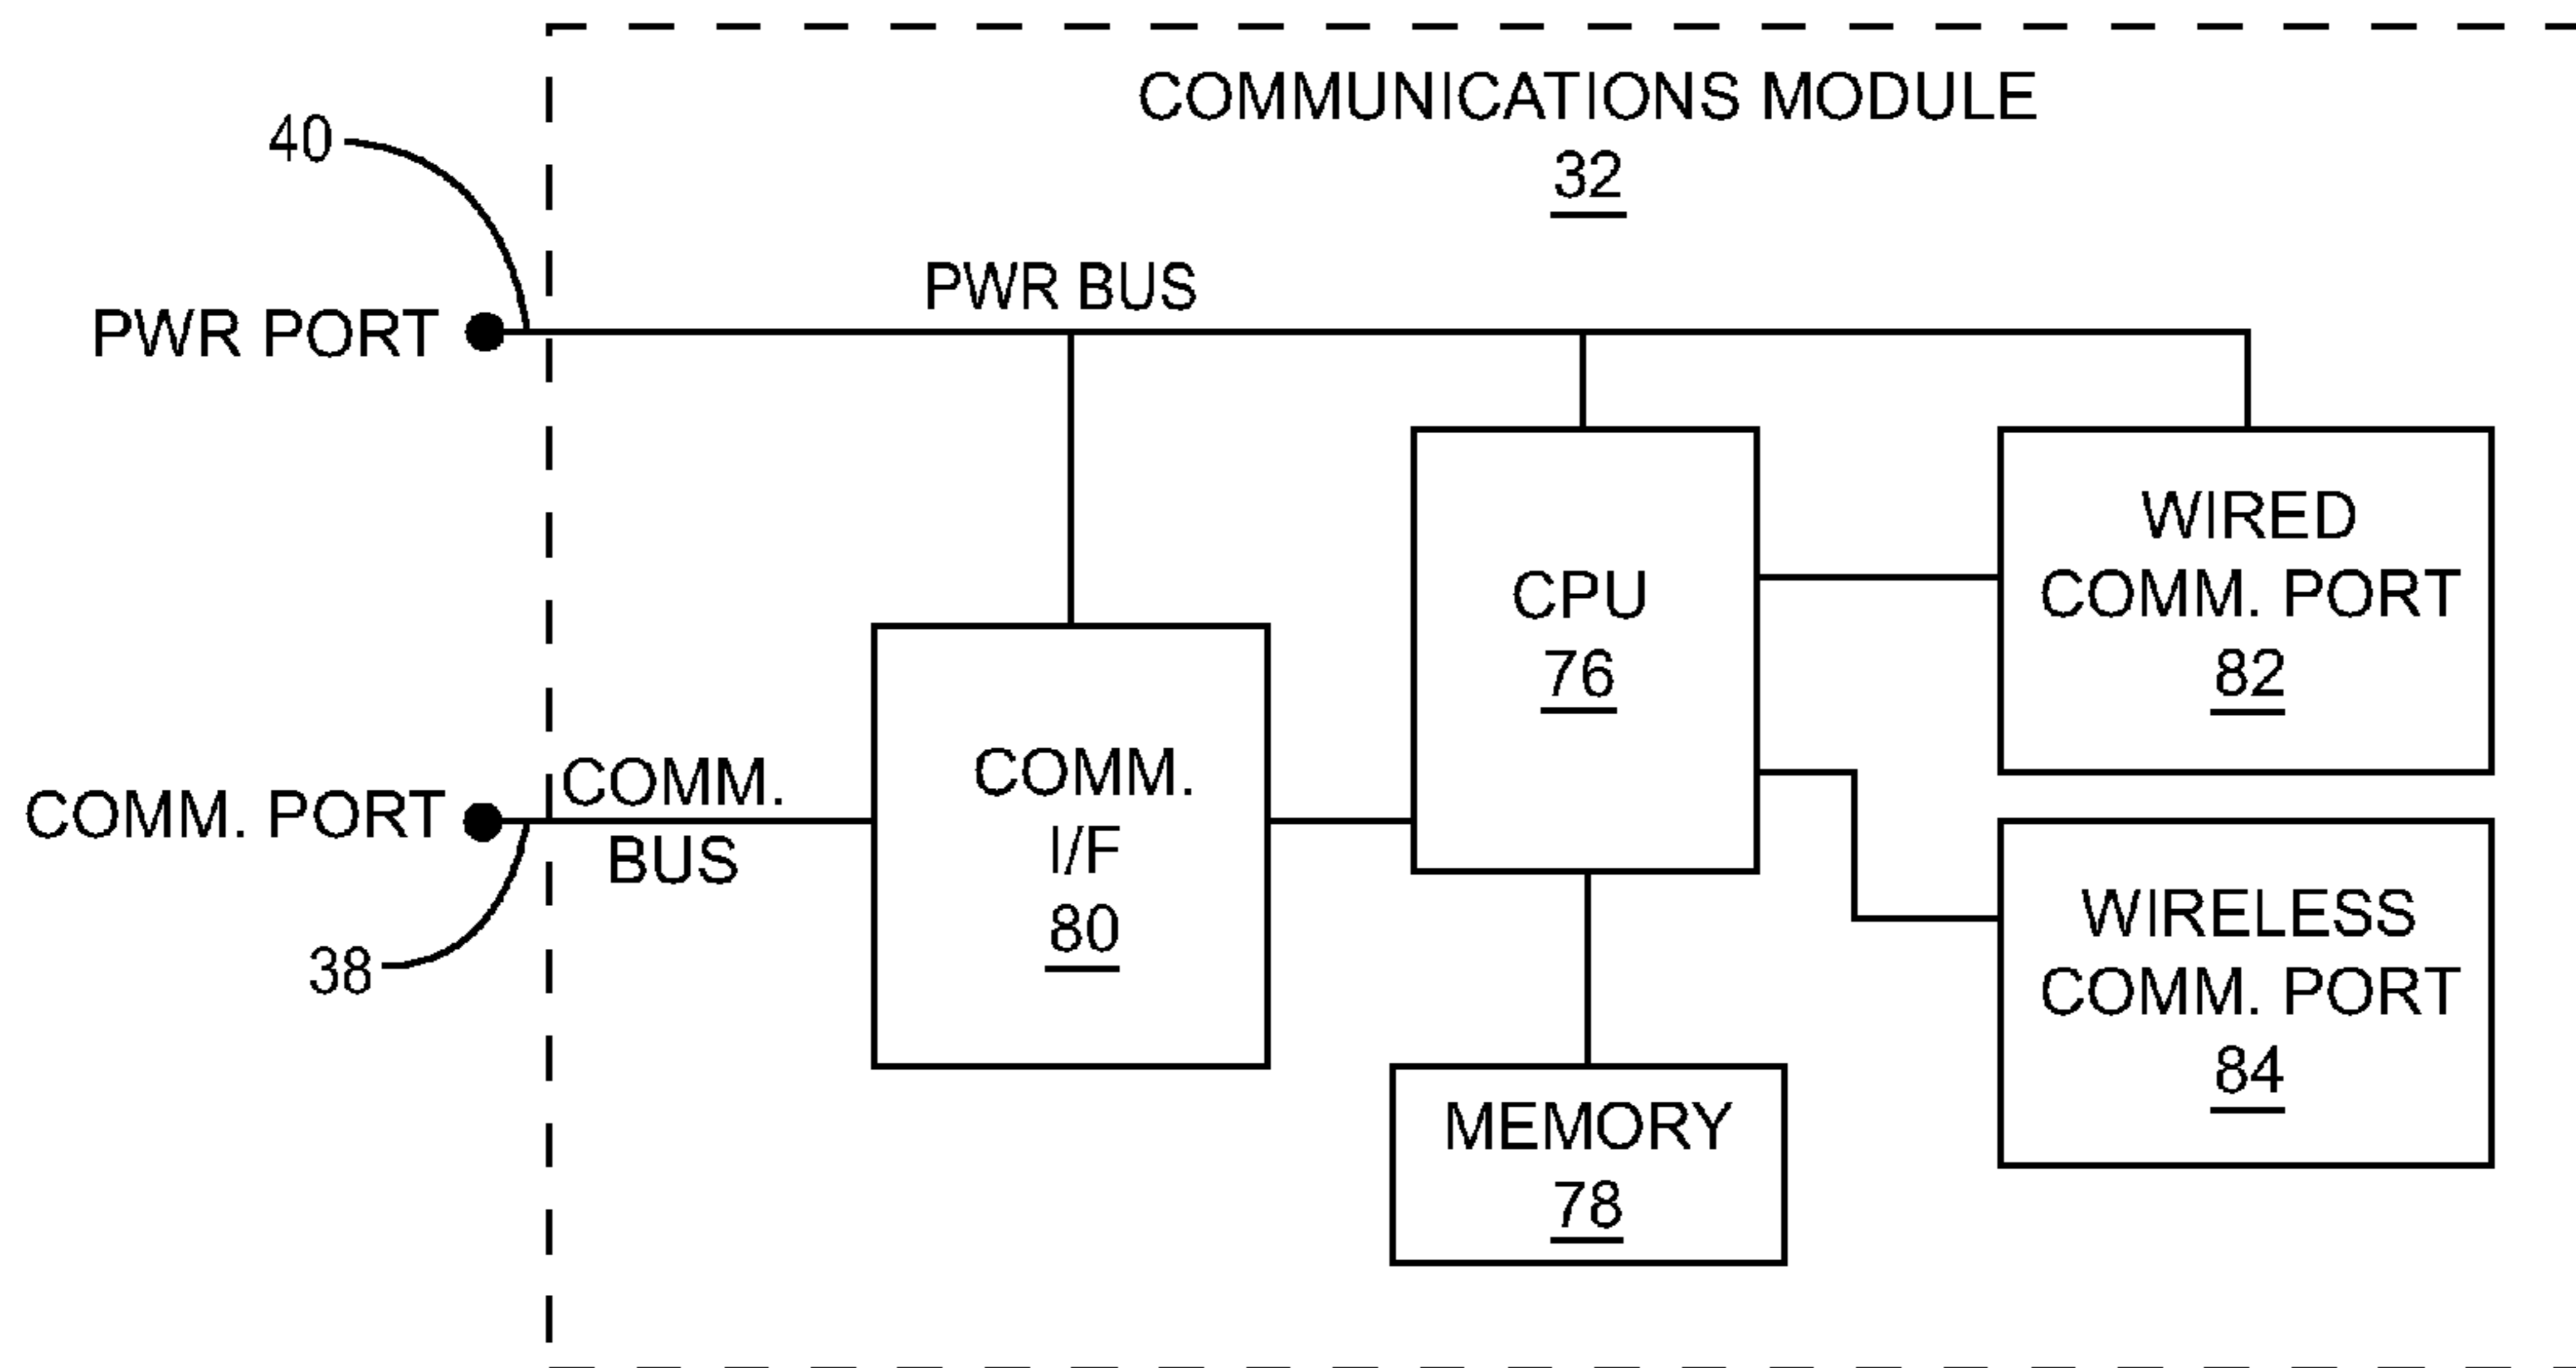 COMMUNICATIONS MODULE
32
40
PWR BUS
PWR PORT
WIRED
COMM. PORT
82
CPU
76
COMM.
BUS
COMM. PORT
38
COMM.
I/F
80
WIRELESS
COMM. PORT
84
MEMORY
78